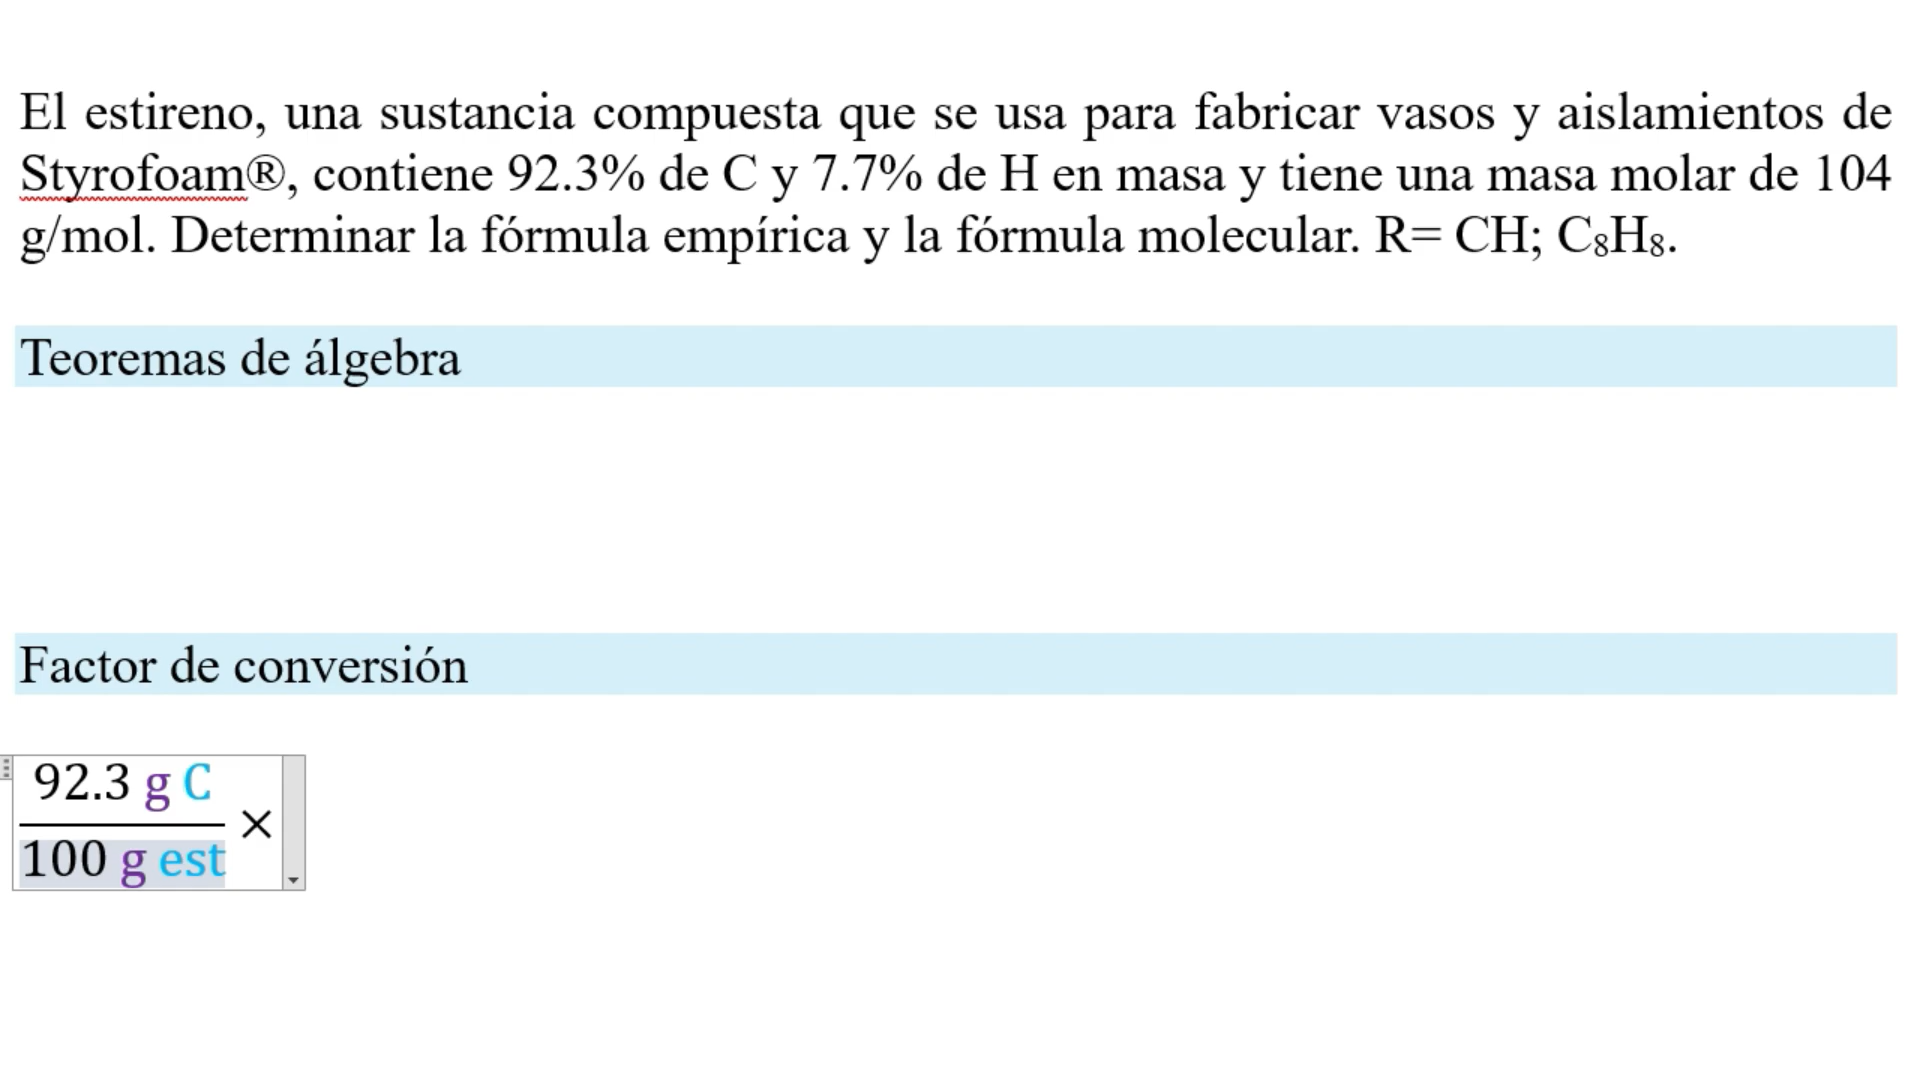 El estireno, una sustancia compuesta que se usa para fabricar vasos y aislamientos de
Styrofoam®, contiene 92.3% de C y 7.7% de H en masa y tiene una masa molar de 104
g/mol. Determinar la fórmula empírica y la fórmula molecular. R= CH; C₈H₈.
Teoremas de álgebra
Factor de conversión
92.3 g C
×
100 g est